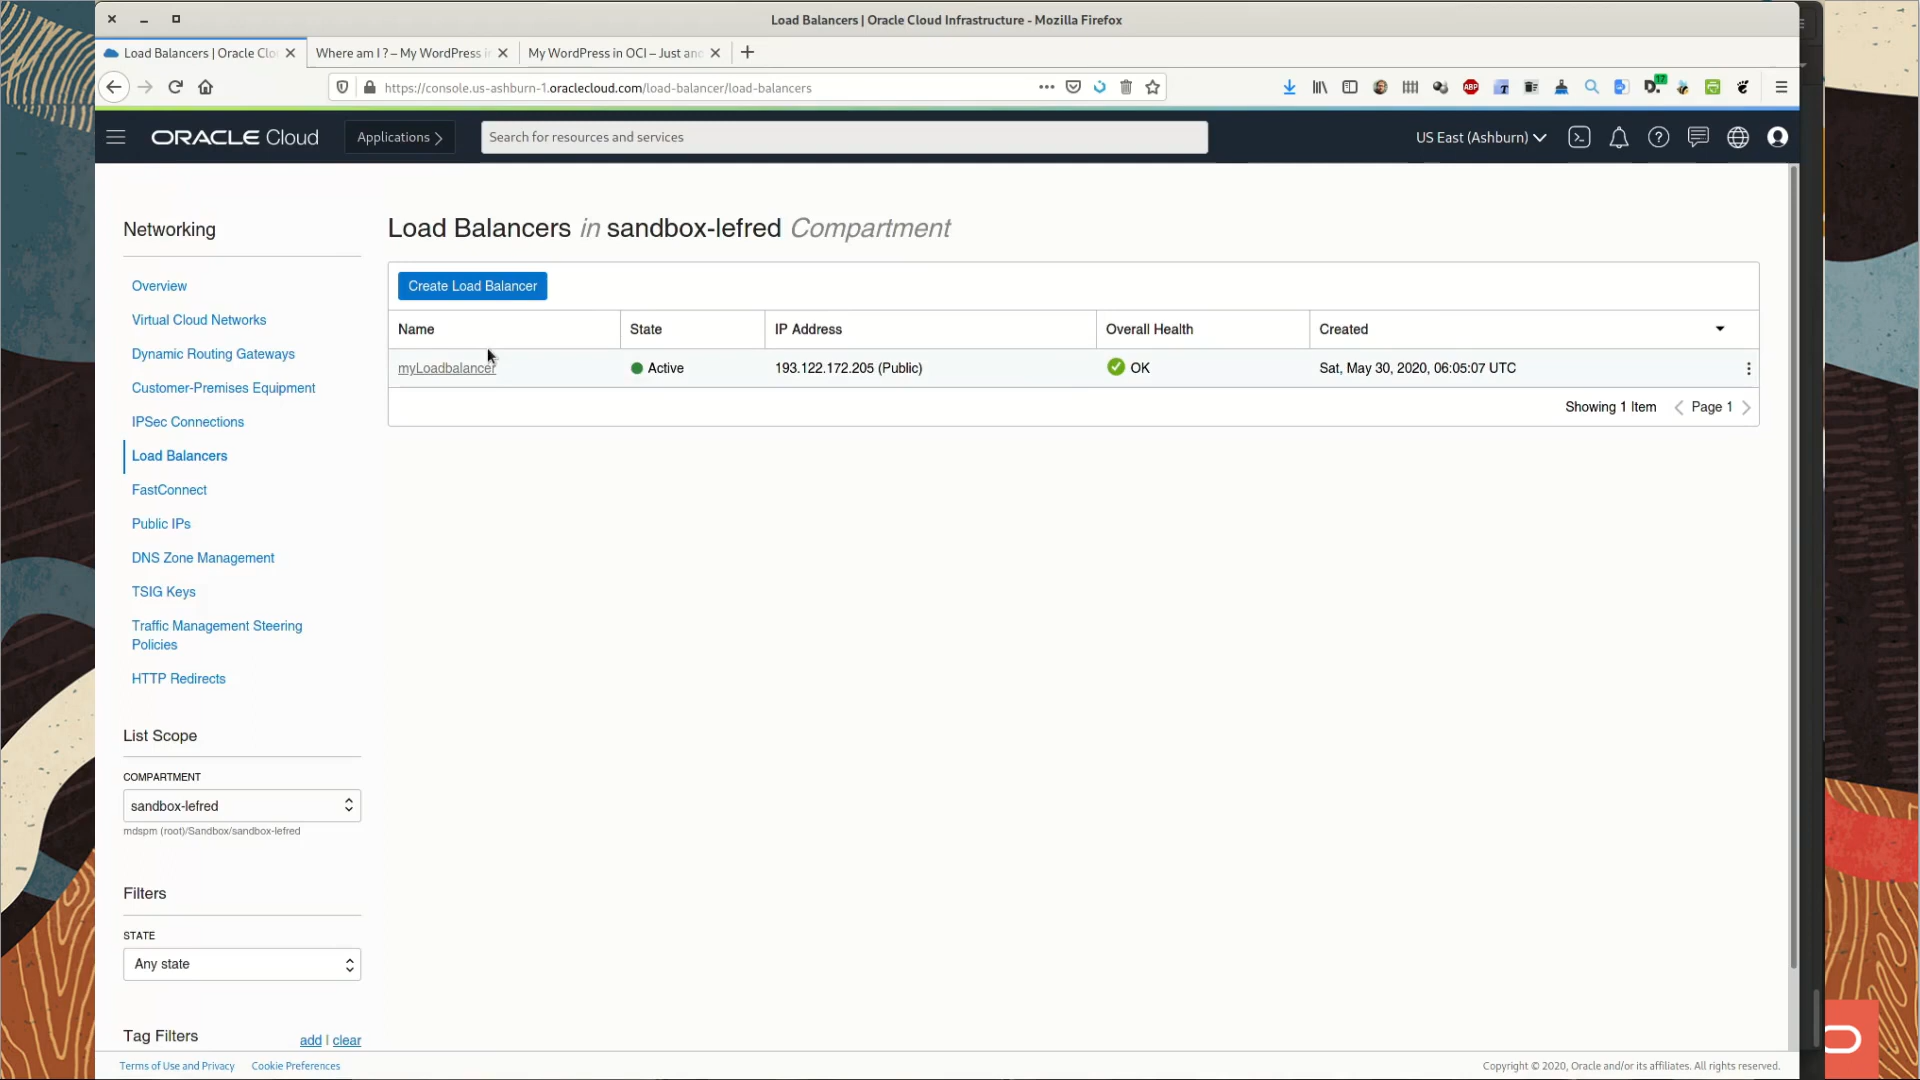 Load Balancers | Oracle Cloud Infrastructure - Mozilla Firefox
Load Balancers | Oracle Clo
Where am I ? – My WordPress i
My WordPress in OCI – Just an
https://console.us-ashburn-1.oraclecloud.com/load-balancer/load-balancers
ABP
17
ORACLE Cloud
Applications
Search for resources and services
US East (Ashburn)
Networking
Overview
Virtual Cloud Networks
Dynamic Routing Gateways
Customer-Premises Equipment
IPSec Connections
Load Balancers
FastConnect
Public IPs
DNS Zone Management
TSIG Keys
Traffic Management Steering
Policies
HTTP Redirects
List Scope
COMPARTMENT
sandbox-lefred
mdspm (root)/Sandbox/sandbox-lefred
Filters
STATE
Any state
Tag Filters
add | clear
Load Balancers in sandbox-lefred Compartment
Create Load Balancer
Name State IP Address Overall Health Created
myLoadbalancer Active 193.122.172.205 (Public) OK Sat, May 30, 2020, 06:05:07 UTC
Showing 1 Item Page 1
Terms of Use and Privacy Cookie Preferences
Copyright © 2020, Oracle and/or its affiliates. All rights reserved.